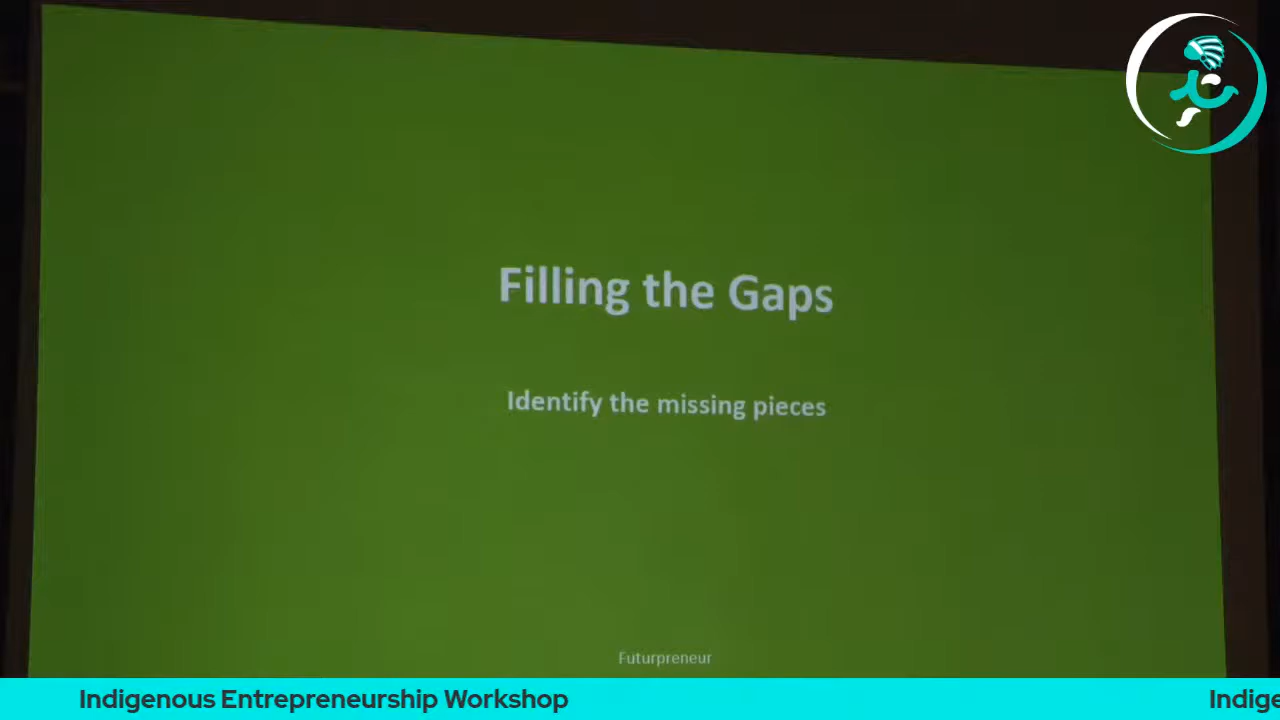 Filling the Gaps
Identify the missing pieces
Futurpreneur
Indigenous Entrepreneurship Workshop
Indige